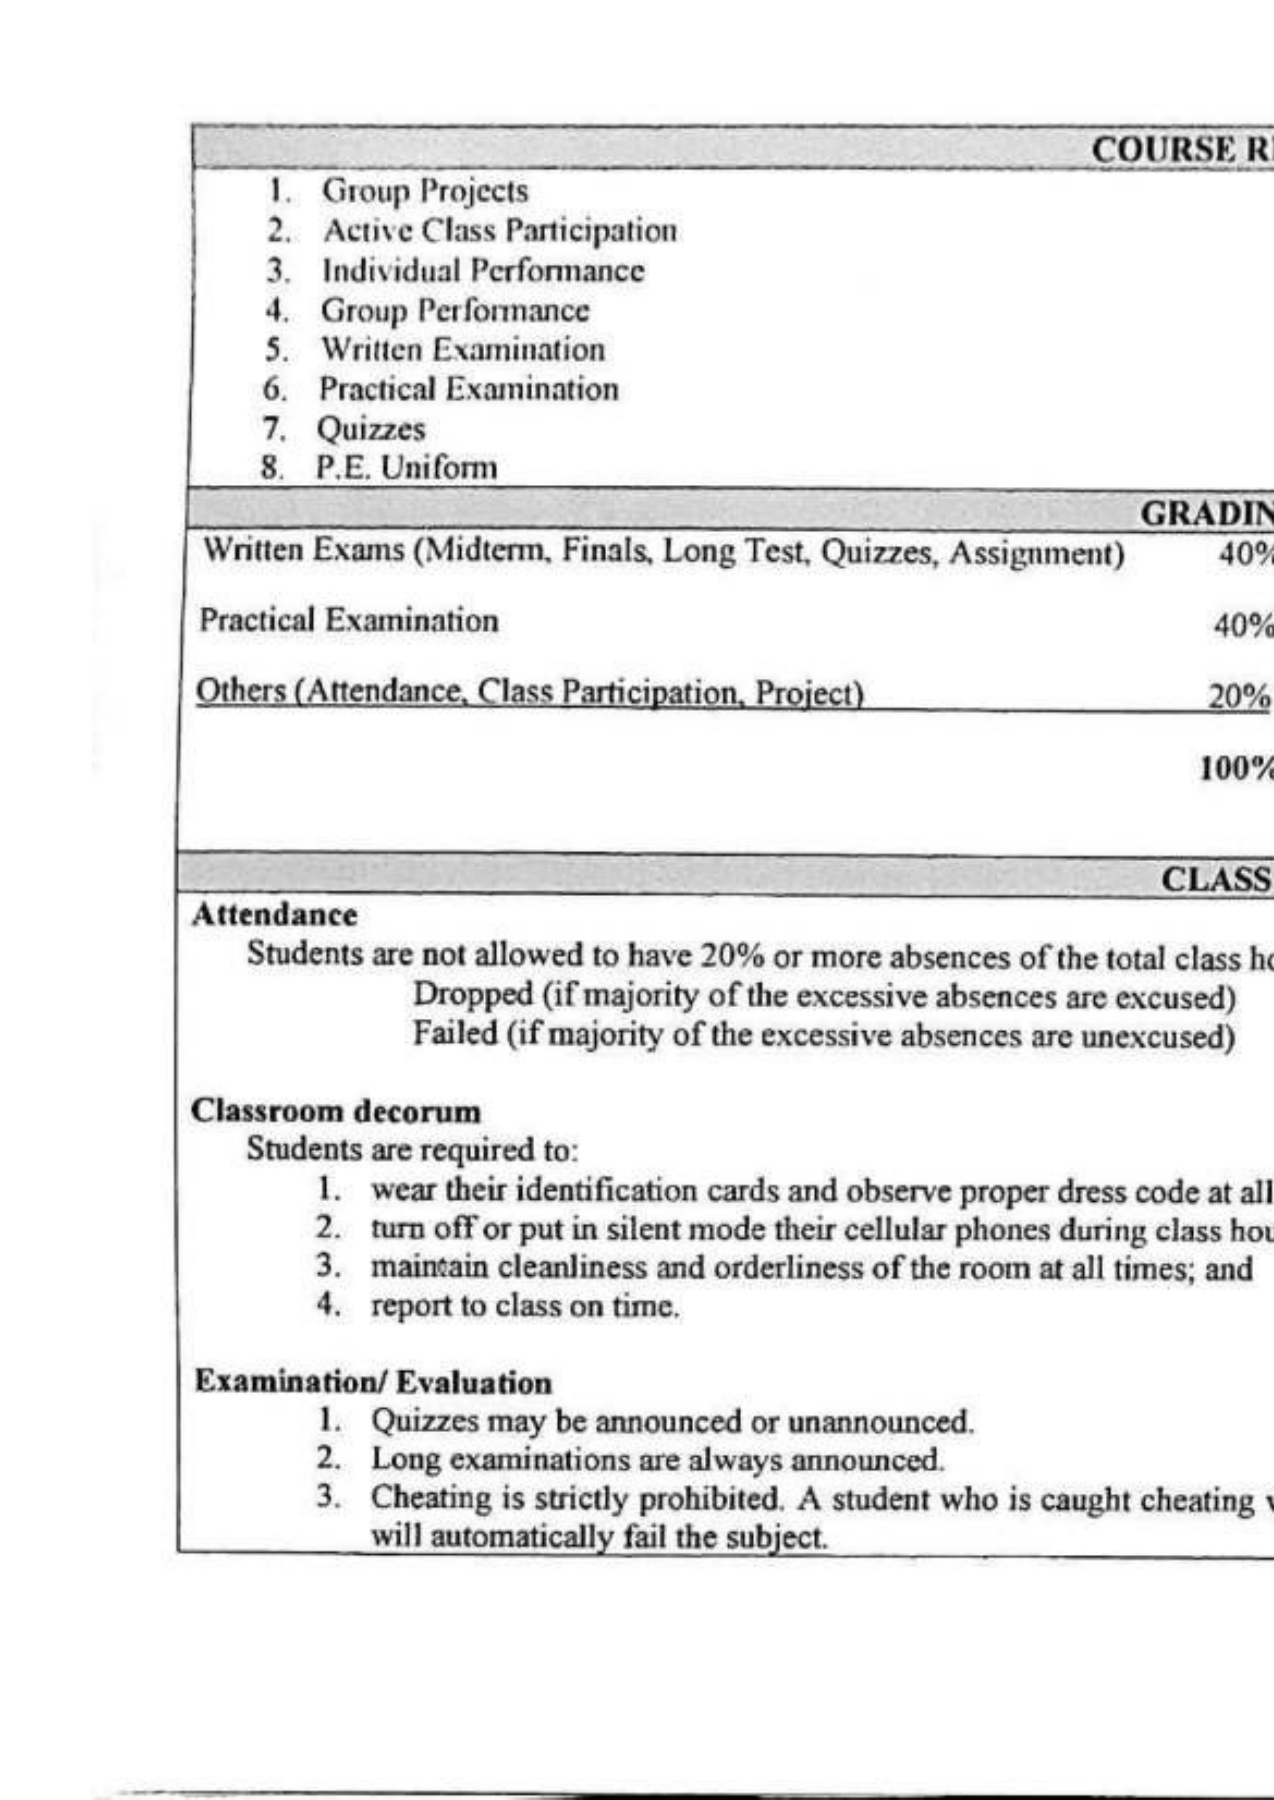 COURSE R
1. Group Projects
2. Active Class Participation
3. Individual Performance
4. Group Performance
5. Written Examination
6. Practical Examination
7. Quizzes
8. P.E. Uniform
GRADIN
Written Exams (Midterm, Finals, Long Test, Quizzes, Assignment) 40%
Practical Examination 40%
Others (Attendance, Class Participation, Project) 20%
100%
CLASS
Attendance
Students are not allowed to have 20% or more absences of the total class ho
Dropped (if majority of the excessive absences are excused)
Failed (if majority of the excessive absences are unexcused)
Classroom decorum
Students are required to:
1. wear their identification cards and observe proper dress code at all
2. turn off or put in silent mode their cellular phones during class hou
3. maintain cleanliness and orderliness of the room at all times; and
4. report to class on time.
Examination/ Evaluation
1. Quizzes may be announced or unannounced.
2. Long examinations are always announced.
3. Cheating is strictly prohibited. A student who is caught cheating
will automatically fail the subject.